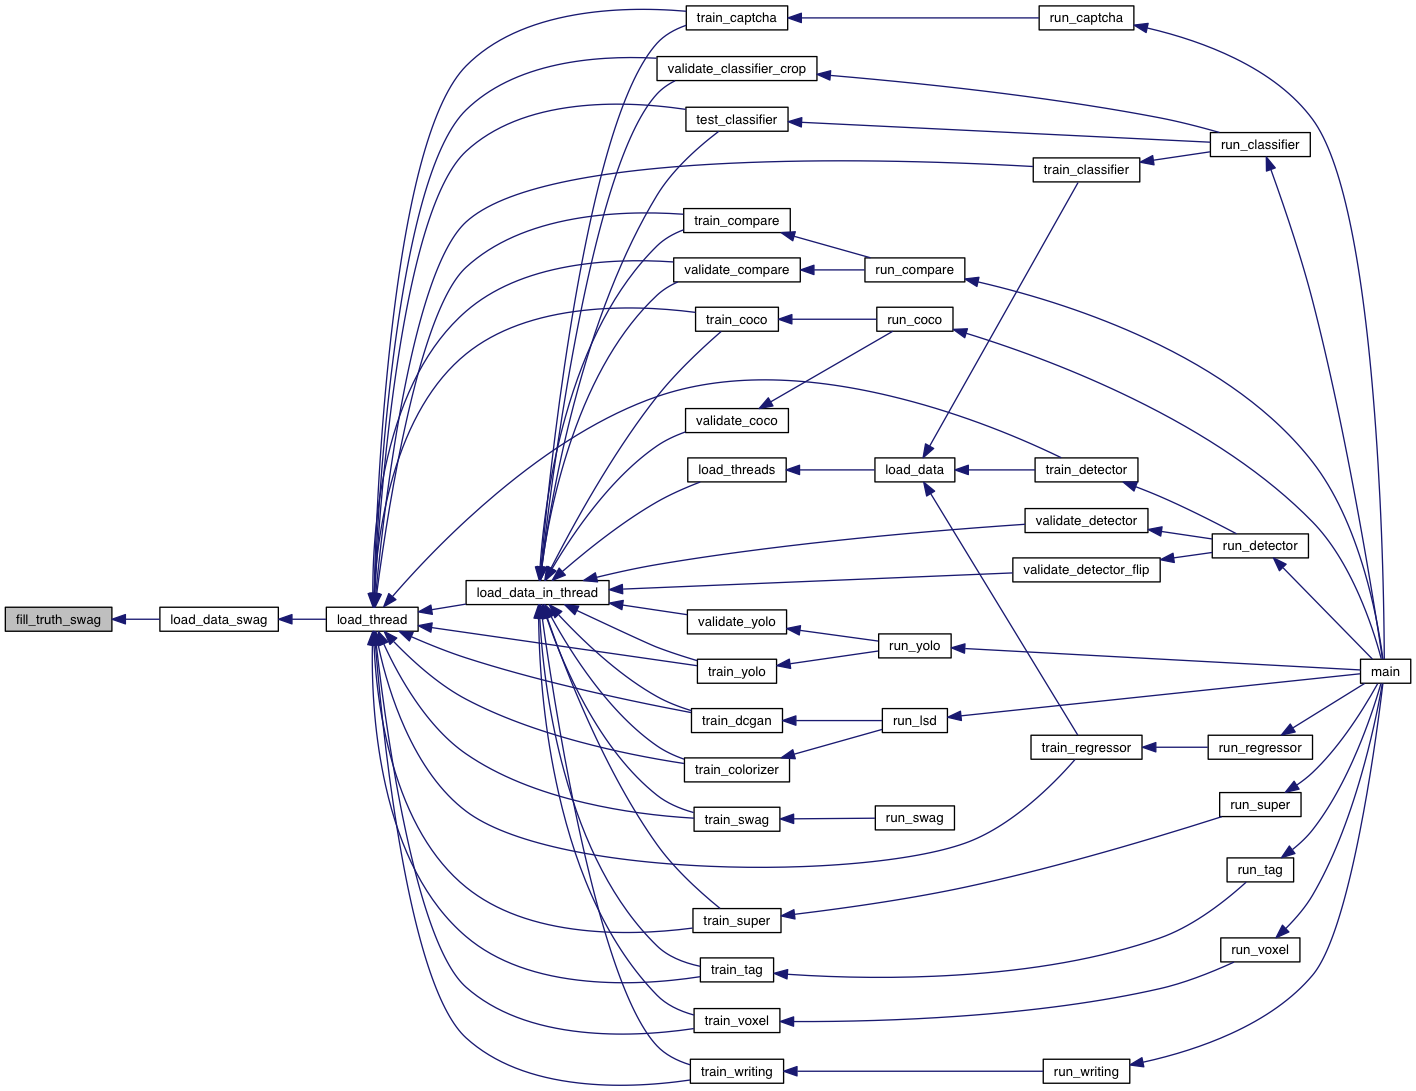 fill_truth_swag
load_data_swag
load_thread
load_data_in_thread
train_captcha
validate_classifier_crop
test_classifier
train_compare
validate_compare
train_coco
validate_coco
load_threads
validate_yolo
train_yolo
train_dcgan
train_colorizer
train_swag
train_super
train_tag
train_voxel
train_writing
run_compare
run_coco
load_data
run_yolo
run_lsd
run_swag
run_captcha
train_classifier
train_detector
validate_detector
validate_detector_flip
train_regressor
run_writing
run_classifier
run_detector
run_regressor
run_super
run_tag
run_voxel
main